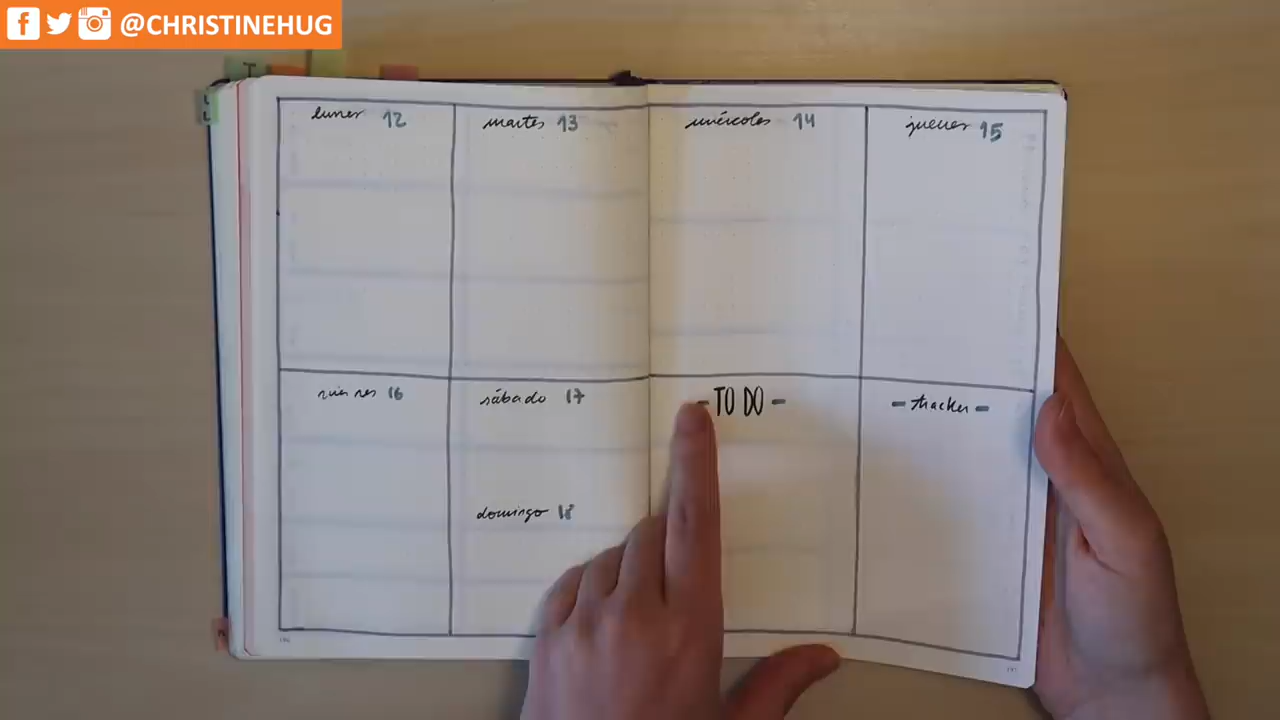 @CHRISTINEHUG
T
lunes 12
martes 13
miércoles 14
jueves 15
viernes 16
sábado 17
- TO DO -
- tracker -
domingo 18